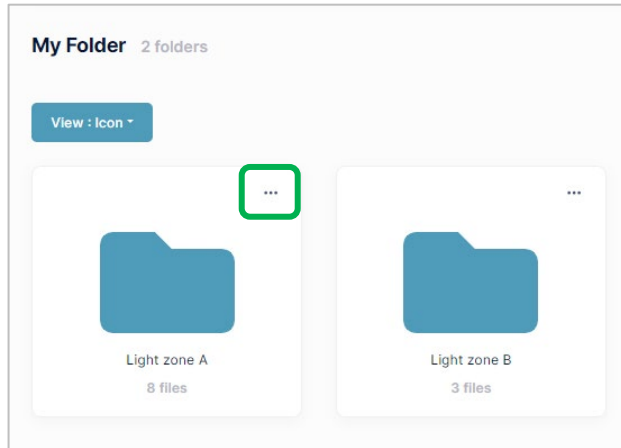 My Folder 2 folders
View : Icon
...
...
Light zone A
Light zone B
8 files
3 files